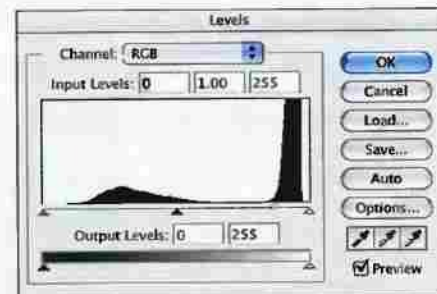 Levels
Channel: RGB
Input Levels: 0 1.00 255
Output Levels: 0 255
OK
Cancel
Load...
Save...
Auto
Options...
Preview